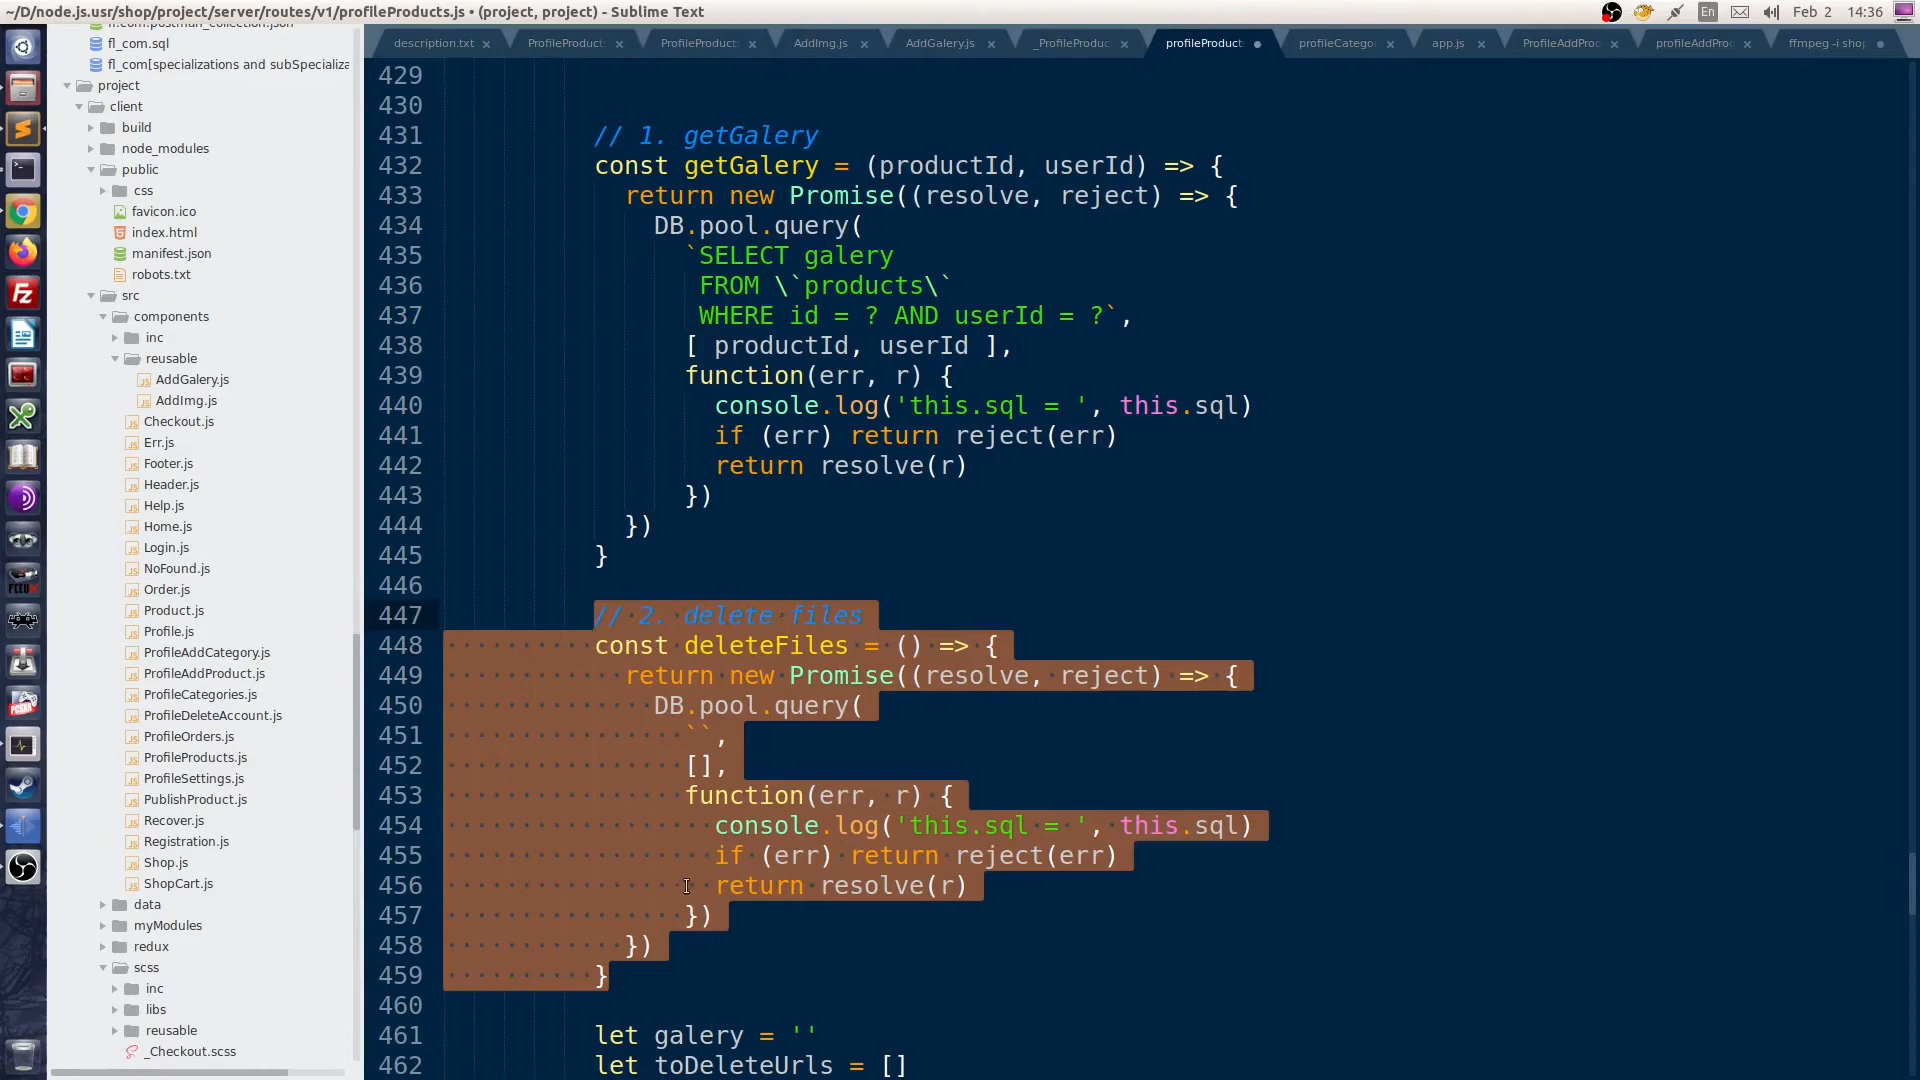 ~/D/node.js.usr/shop/project/server/routes/v1/profileProducts.js • (project, project) - Sublime Text
En
Feb 2
14:36
fl_com.sql
fl_com[specializations and subSpecializa
project
client
build
node_modules
public
css
favicon.ico
index.html
manifest.json
robots.txt
src
components
inc
reusable
AddGalery.js
AddImg.js
Checkout.js
Err.js
Footer.js
Header.js
Help.js
Home.js
Login.js
NoFound.js
Order.js
Product.js
Profile.js
ProfileAddCategory.js
ProfileAddProduct.js
ProfileCategories.js
ProfileDeleteAccount.js
ProfileOrders.js
ProfileProducts.js
ProfileSettings.js
PublishProduct.js
Recover.js
Registration.js
Shop.js
ShopCart.js
data
myModules
redux
scss
inc
libs
reusable
_Checkout.scss
description.txt
ProfileProduct
ProfileProduct
AddImg.js
AddGalery.js
_ProfileProduc
profileProduct
profileCatego
app.js
ProfileAddPro
profileAddPro
ffmpeg -i sho
429
430
431 // 1. getGalery
432 const getGalery = (productId, userId) => {
433 return new Promise((resolve, reject) => {
434 DB.pool.query(
435 `SELECT galery
436 FROM \`products\`
437 WHERE id = ? AND userId = ?`,
438 [ productId, userId ],
439 function(err, r) {
440 console.log('this.sql = ', this.sql)
441 if (err) return reject(err)
442 return resolve(r)
443 })
444 })
445 }
446
447 // 2. delete files
448 const deleteFiles = () => {
449 return new Promise((resolve, reject) => {
450 DB.pool.query(
451 ``,
452 [],
453 function(err, r) {
454 console.log('this.sql = ', this.sql)
455 if (err) return reject(err)
456 return resolve(r)
457 })
458 })
459 }
460
461 let galery = ''
462 let toDeleteUrls = []